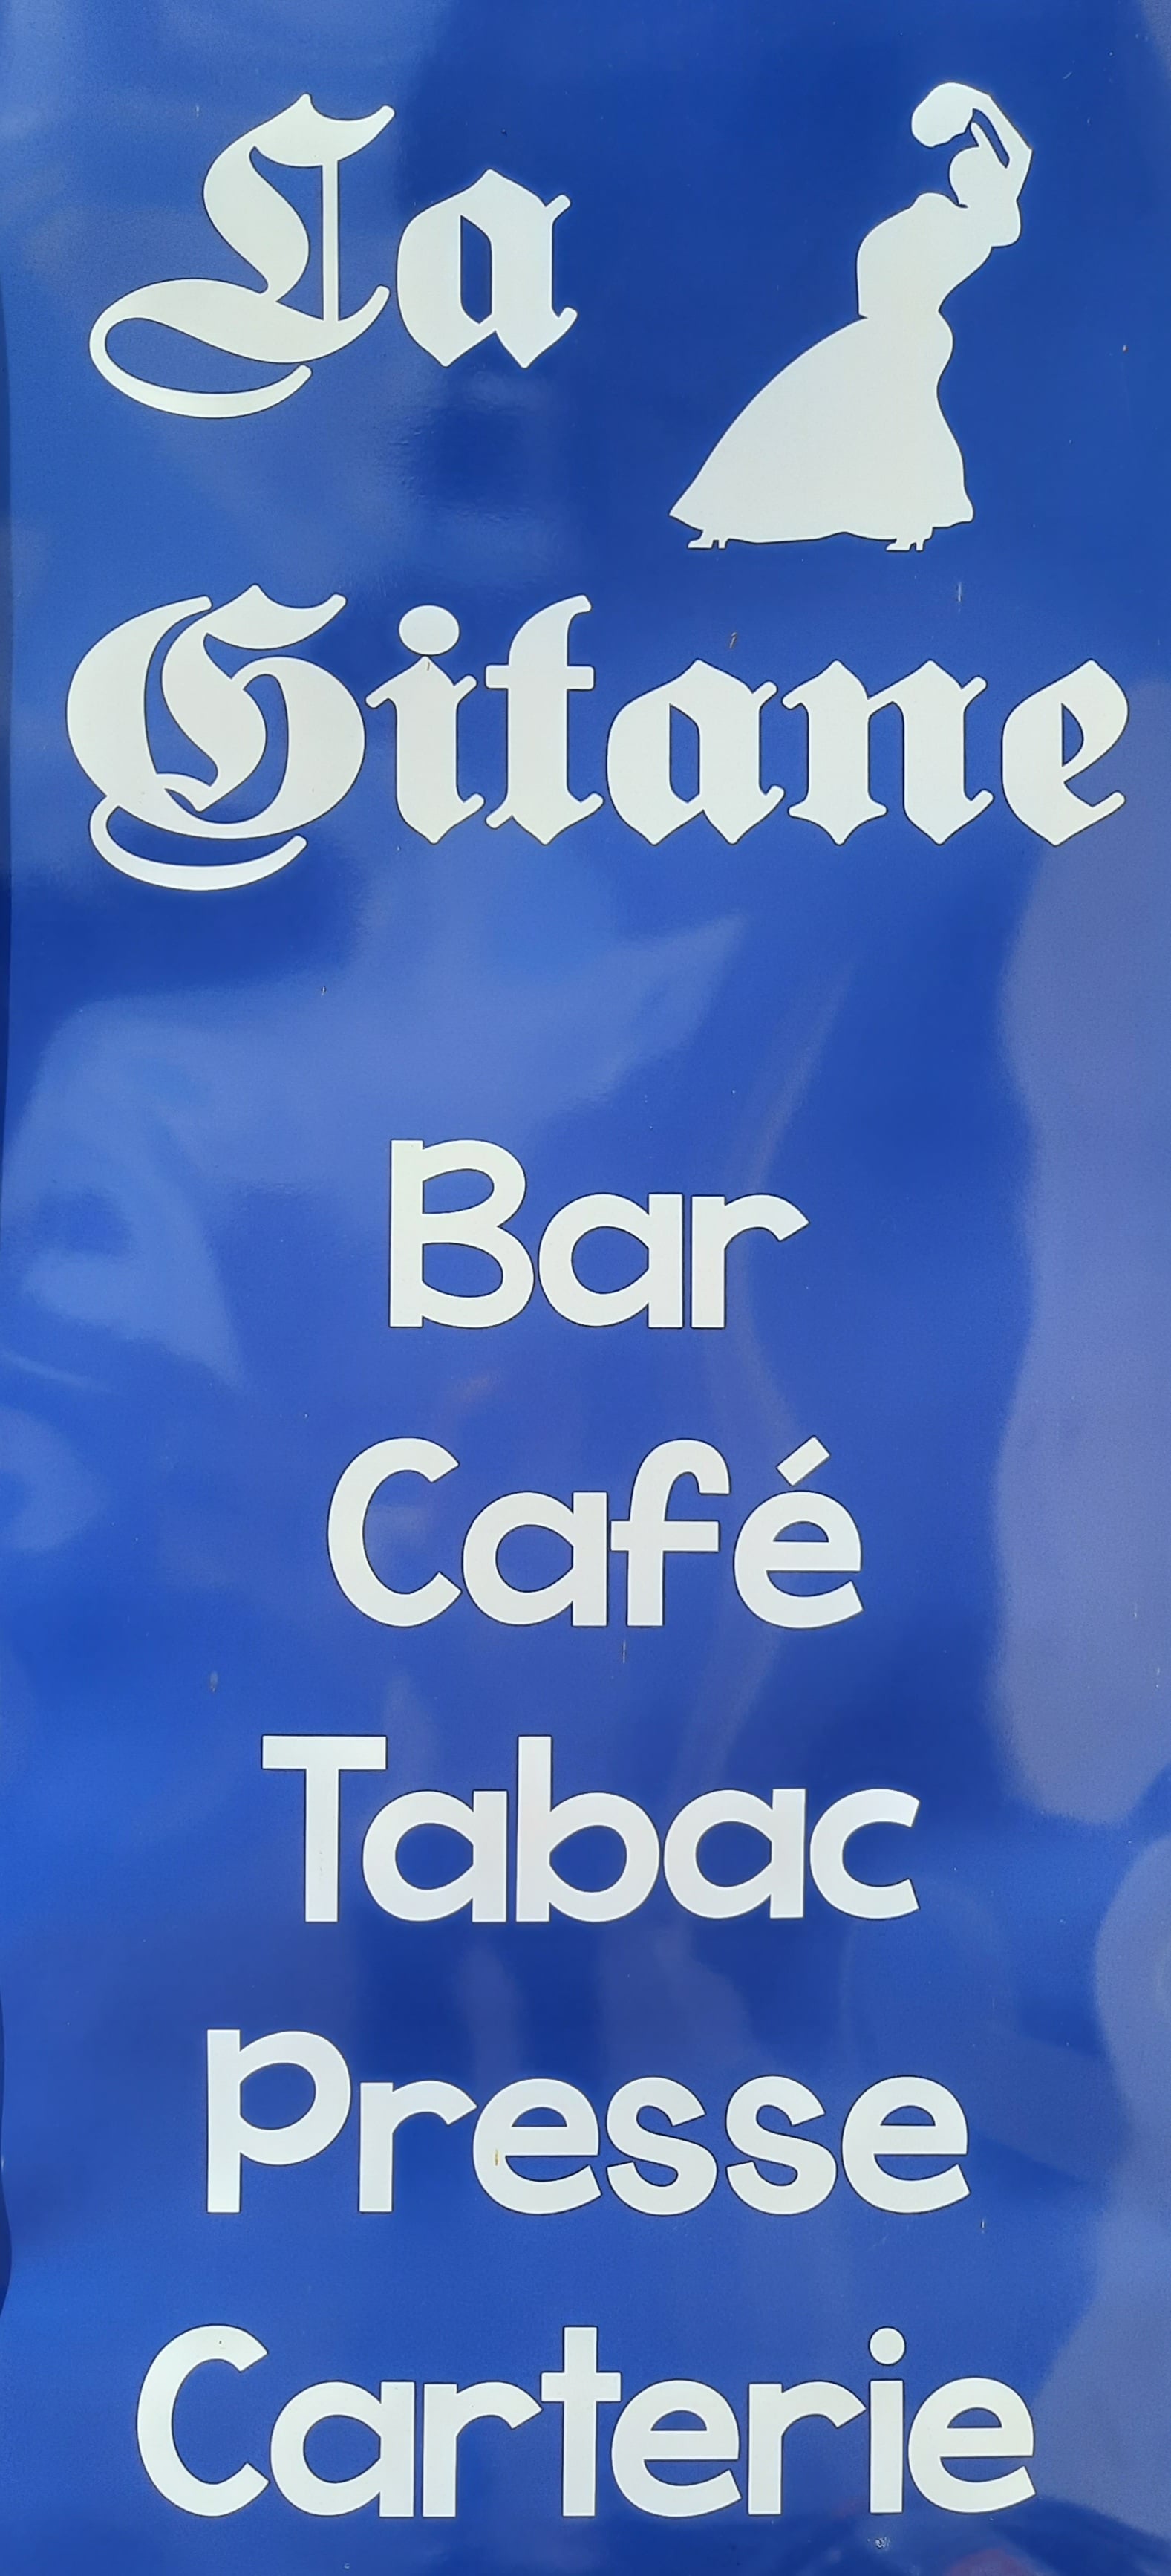 La
Gitane
Bar
Café
Tabac
Presse
Carterie